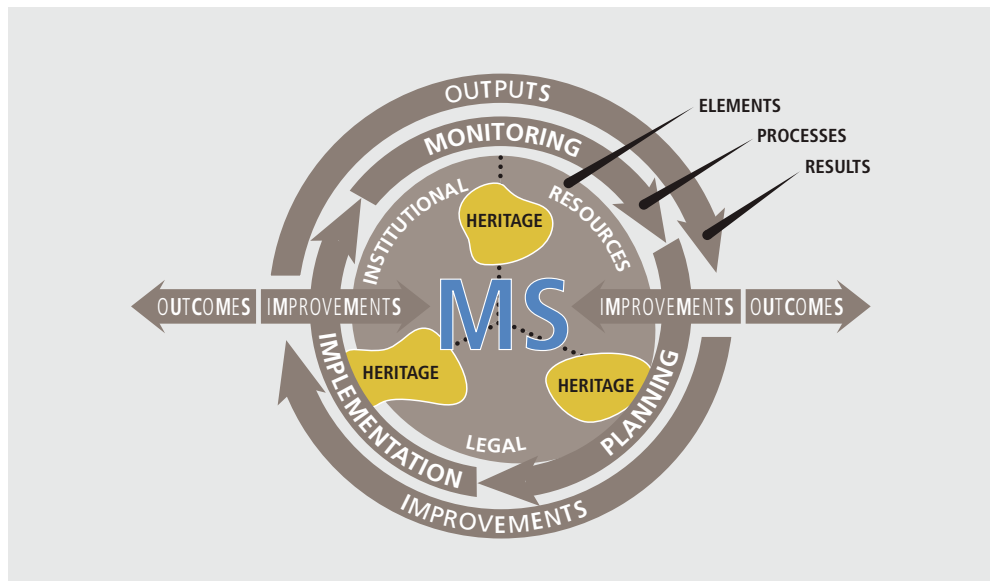 OUTPUTS
ELEMENTS
MONITORING
PROCESSES
RESULTS
INSTITUTIONAL
RESOURCES
HERITAGE
MS
OUTCOMES
IMPROVEMENTS
IMPROVEMENTS
OUTCOMES
HERITAGE
HERITAGE
IMPLEMENTATION
PLANNING
LEGAL
IMPROVEMENTS